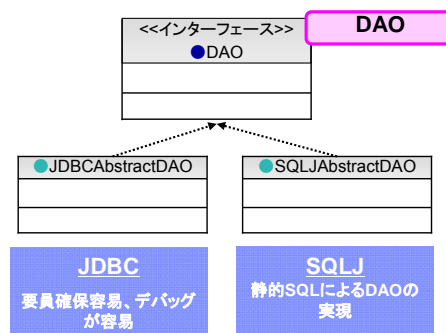 <<インターフェース>>
DAO
DAO
JDBCAbstractDAO
SQLJAbstractDAO
JDBC
要員確保容易、デバッグ
が容易
SQLJ
静的SQLによるDAOの
実現